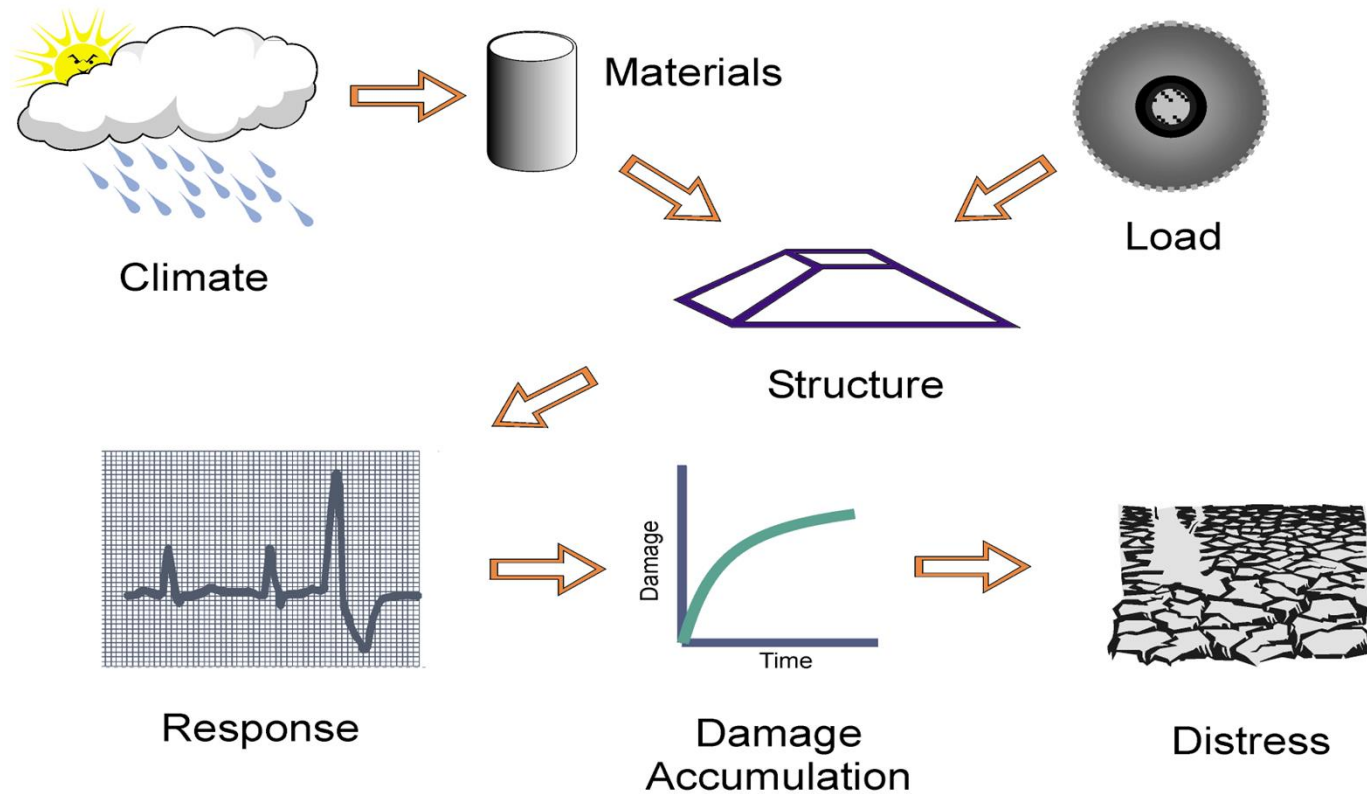 Materials
Load
Climate
Structure
Damage
Time
Response
Damage
Accumulation
Distress